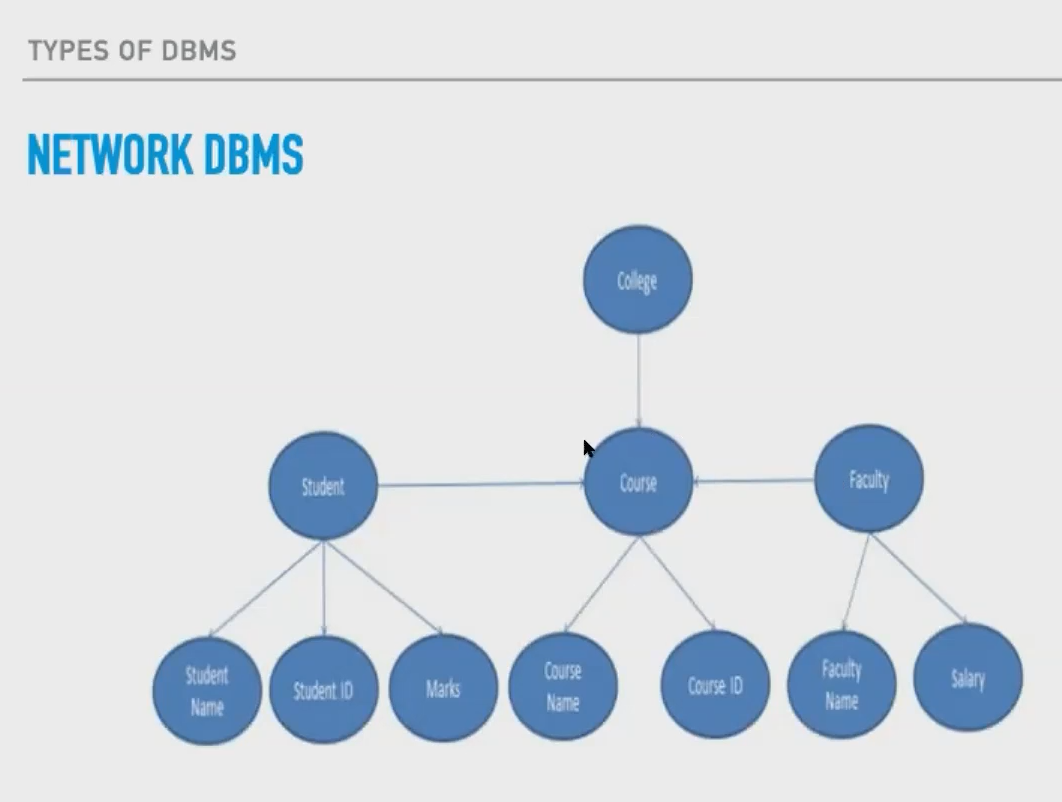 TYPES OF DBMS
NETWORK DBMS
College
Student
Course
Faculty
Student
Name
Student ID
Marks
Course
Name
Course ID
Faculty
Name
Salary